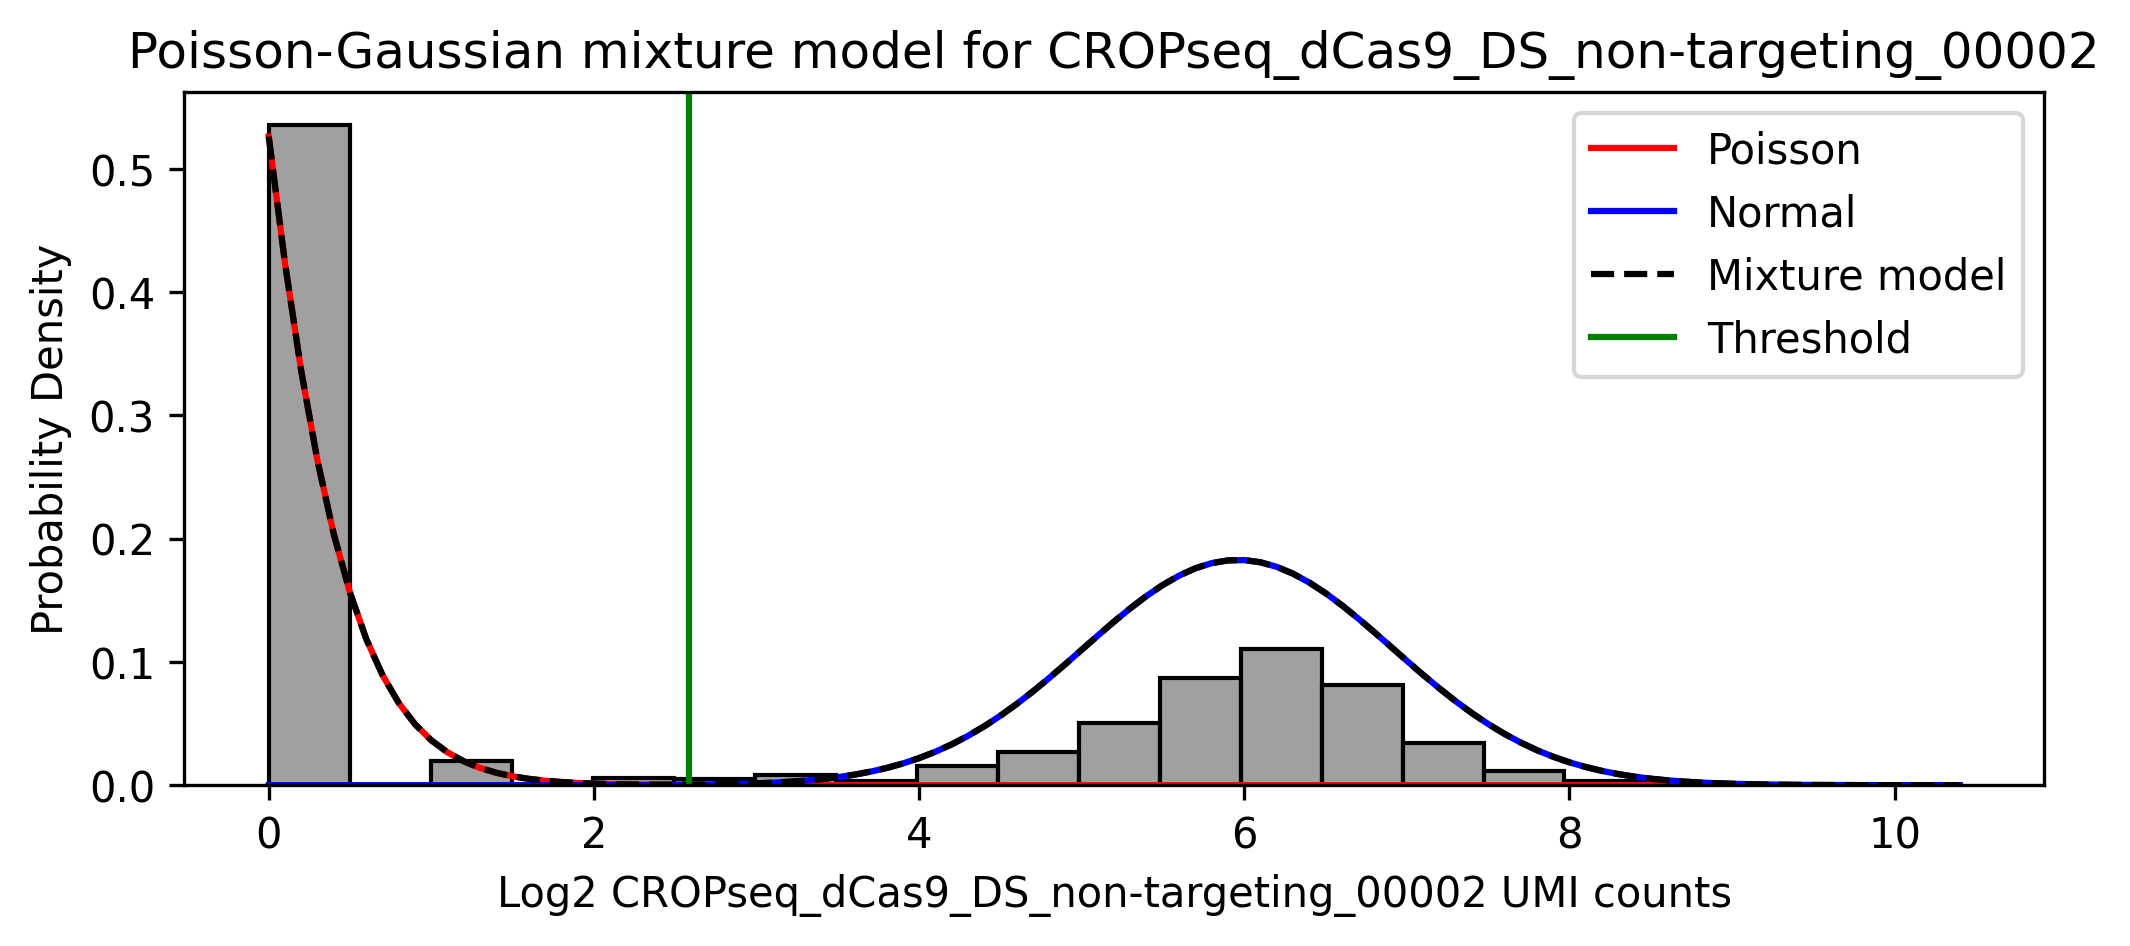 Poisson-Gaussian mixture model for CROPseq_dCas9_DS_non-targeting_00002
Poisson
Normal
Mixture model
Threshold
Probability Density
0.5
0.4
0.3
0.2
0.1
0.0
0 2 4 6 8 10
Log2 CROPseq_dCas9_DS_non-targeting_00002 UMI counts